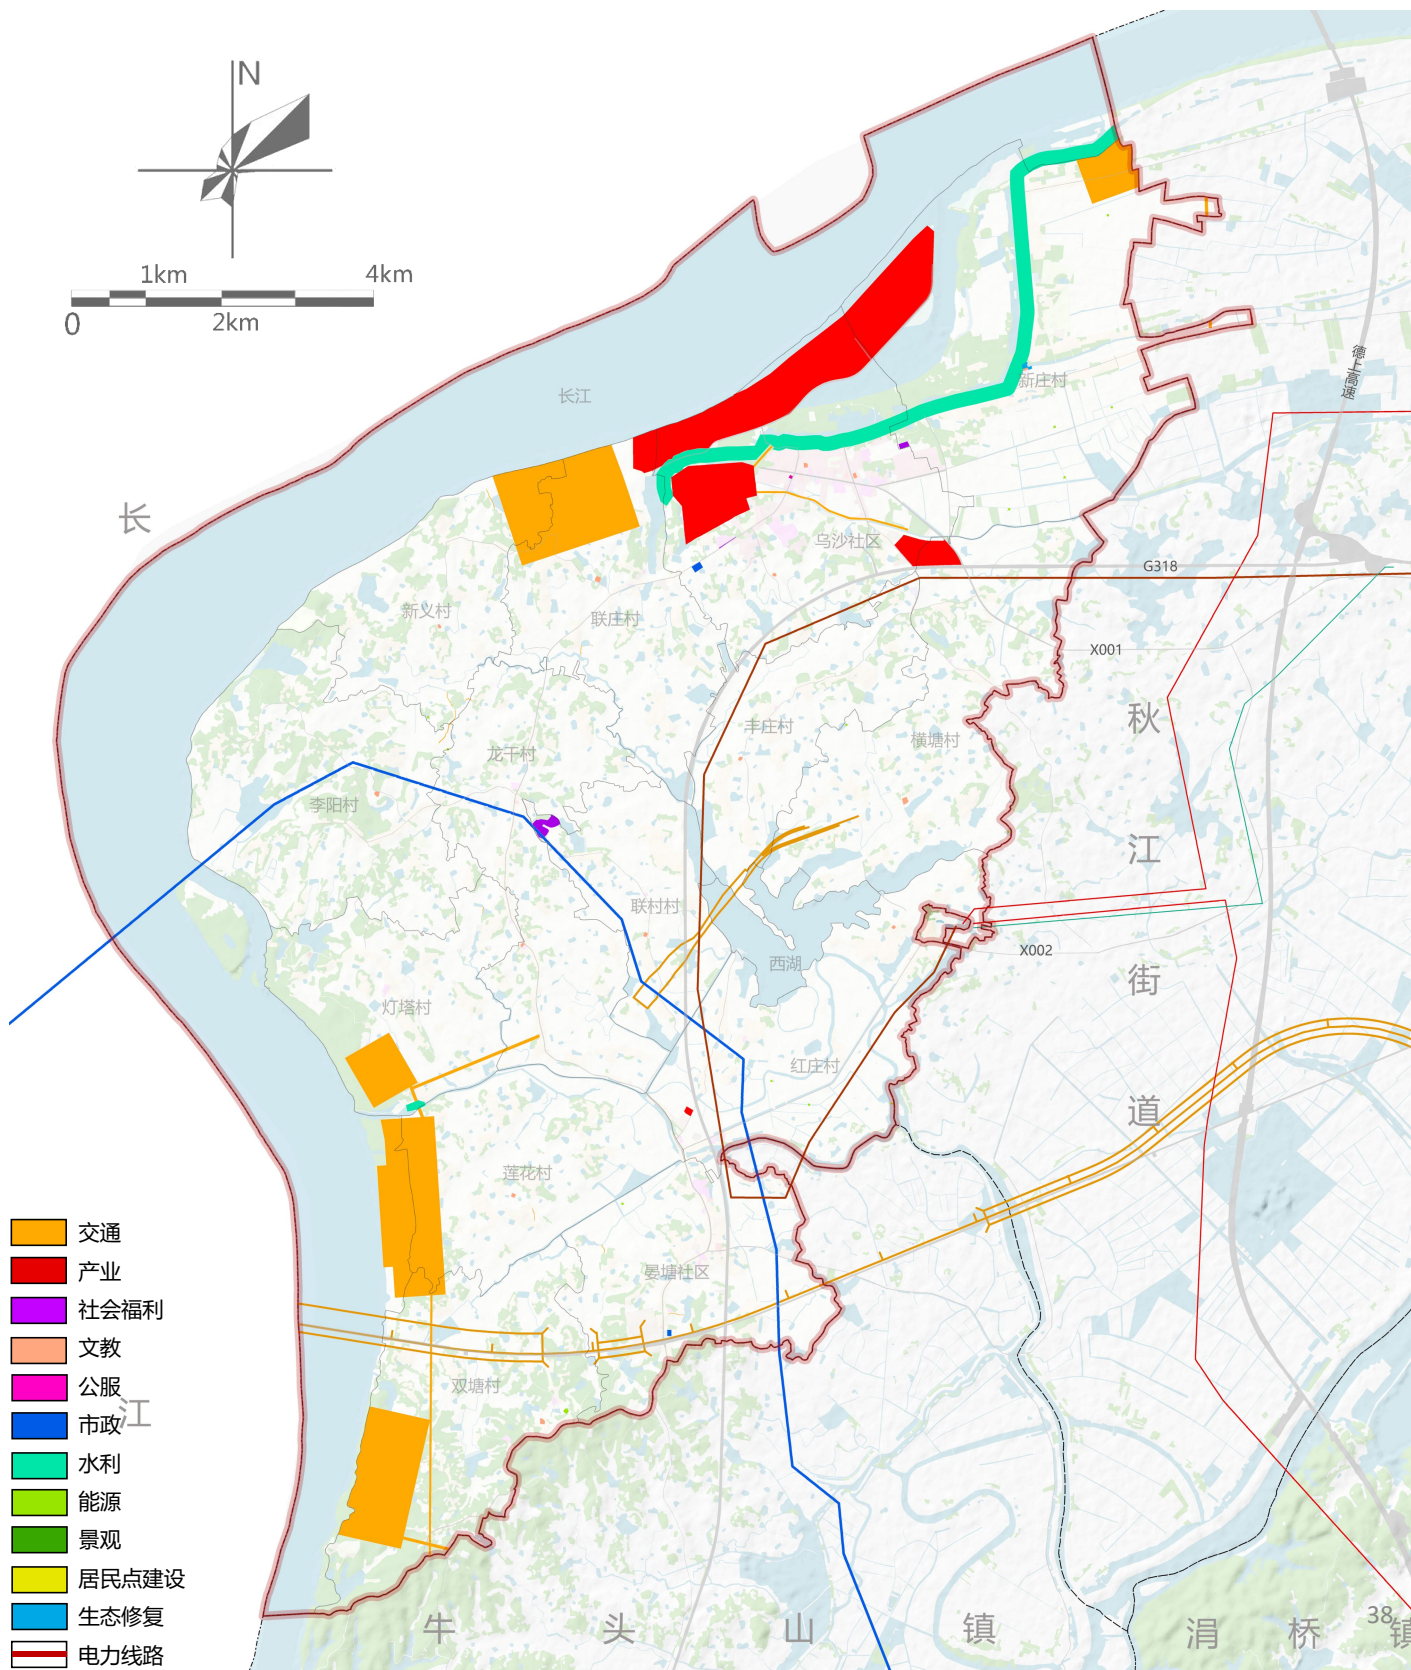 N
1km
4km
0
2km
长江
德上高速
新庄村
长
乌沙社区
G318
新义村
联庄村
X001
秋
丰庄村
横塘村
龙干村
李阳村
江
联村村
X002
西湖
街
灯塔村
红庄村
道
莲花村
晏塘社区
双塘村
交通
产业
社会福利
文教
公服
江
市政
水利
能源
景观
居民点建设
生态修复
电力线路
牛
头
山
镇
涓
桥
镇
38